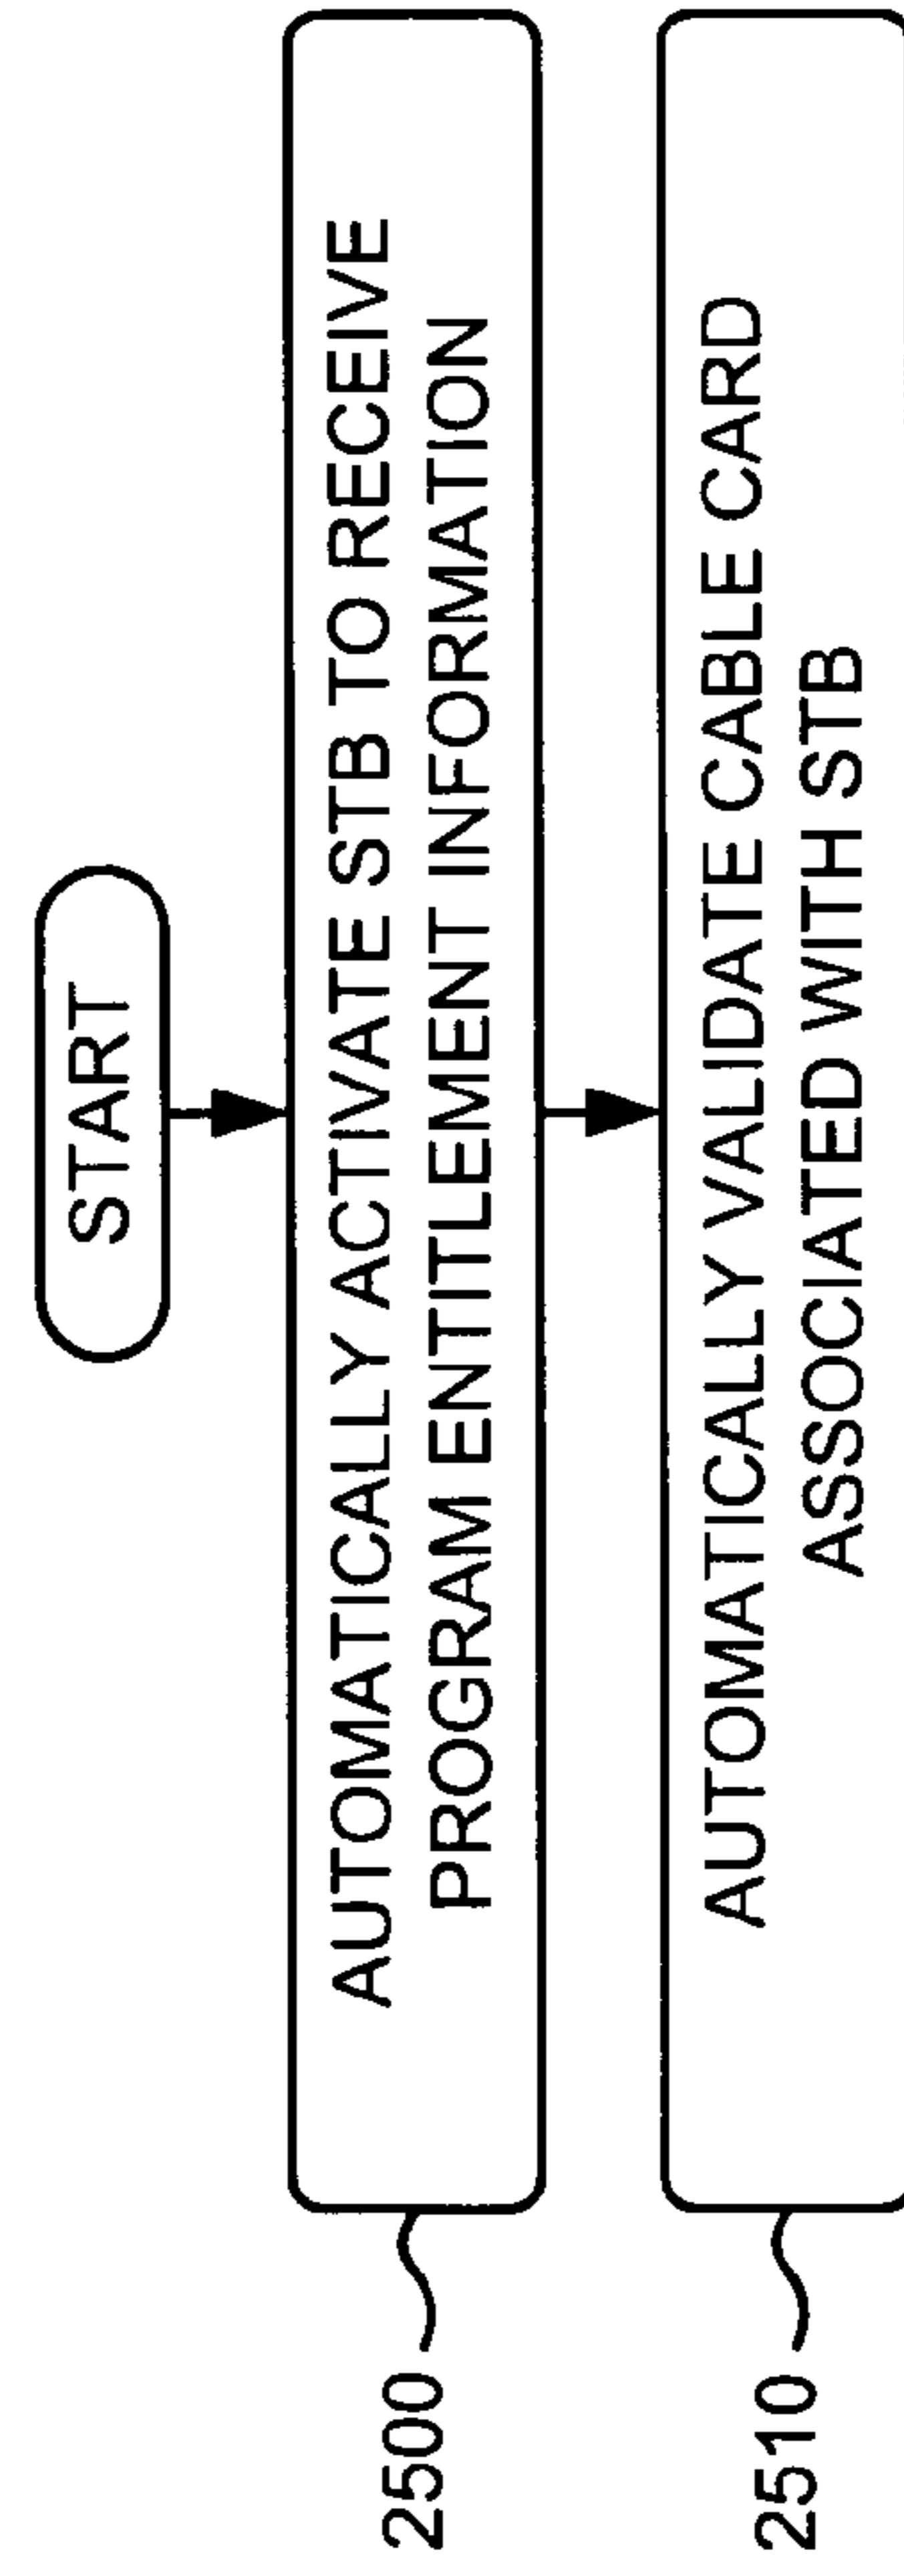 START
AUTOMATICALLY ACTIVATE STB TO RECEIVE
PROGRAM ENTITLEMENT INFORMATION
2500
AUTOMATICALLY VALIDATE CABLE CARD
ASSOCIATED WITH STB
2510